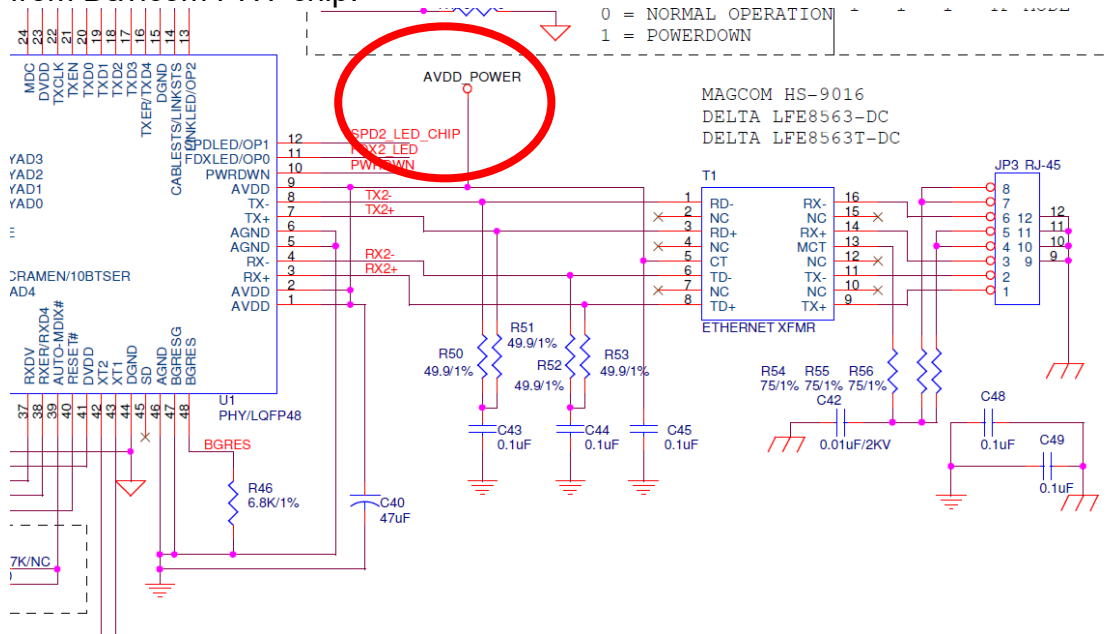 from Davicom PHY chip.
0 = NORMAL OPERATION
1 = POWERDOWN
AVDD_POWER
MAGCOM HS-9016
DELTA LFE8563-DC
DELTA LFE8563T-DC
24 23 22 21 20 19 18 17 16 15 14 13
MDC
DVDD
TXCLK
TXEN
TXD0
TXD1
TXD2
TXD3
TXER/TXD4
DGND
CABLESTS/LINKSTS
LINKLED/OP2
SPDLED/OP1 12 SPD2_LED_CHIP
FDXLED/OP0 11 FDX2_LED
PWRDWN 10 PWRDWN
AVDD 9
TX- 8 TX2-
TX+ 7 TX2+
AGND 6
AGND 5
RX- 4 RX2-
RX+ 3 RX2+
AVDD 2
AVDD 1
YAD3
YAD2
YAD1
YAD0
E
CRAMEN/10BTSER
AD4
RXDV
RXER/RXD4
AUTO-MDIX#
RESET#
DVDD
XT2
XT1
DGND
SD
AGND
BGRESG
BGRES
37 38 39 40 41 42 43 44 45 46 47 48
U1
PHY/LQFP48
BGRES
R46
6.8K/1%
C40
47uF
7K/NC
T1
1 RD- RX- 16
2 NC NC 15
3 RD+ RX+ 14
4 NC MCT 13
5 CT NC 12
6 TD- TX- 11
7 NC NC 10
8 TD+ TX+ 9
ETHERNET XFMR
JP3 RJ-45
8
7
6 12 12
5 11 11
4 10 10
3 9 9
2
1
R50
49.9/1%
R51
49.9/1%
R52
49.9/1%
R53
49.9/1%
C43
0.1uF
C44
0.1uF
C45
0.1uF
R54 R55 R56
75/1% 75/1% 75/1%
C42
0.01uF/2KV
C48
0.1uF
C49
0.1uF